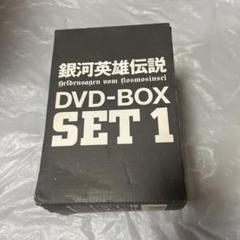 銀河英雄伝説
Heldensagen vom Kosmosinsel
DVD-BOX
SET 1